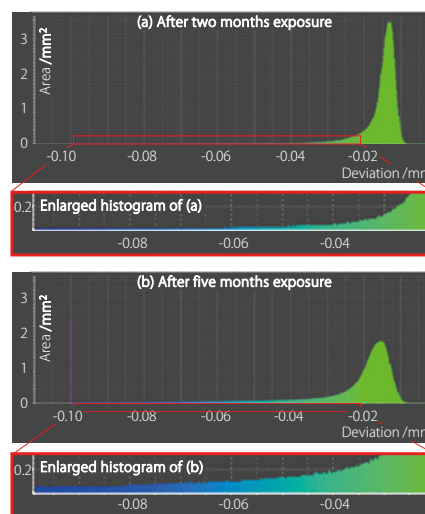 (a) After two months exposure
Area /mm²
3
2
1
0
-0.10 -0.08 -0.06 -0.04 -0.02
Deviation /mm
0.2 Enlarged histogram of (a)
-0.08 -0.06 -0.04
(b) After five months exposure
Area /mm²
3
2
1
0
-0.10 -0.08 -0.06 -0.04 -0.02
Deviation /mm
0.2 Enlarged histogram of (b)
-0.08 -0.06 -0.04